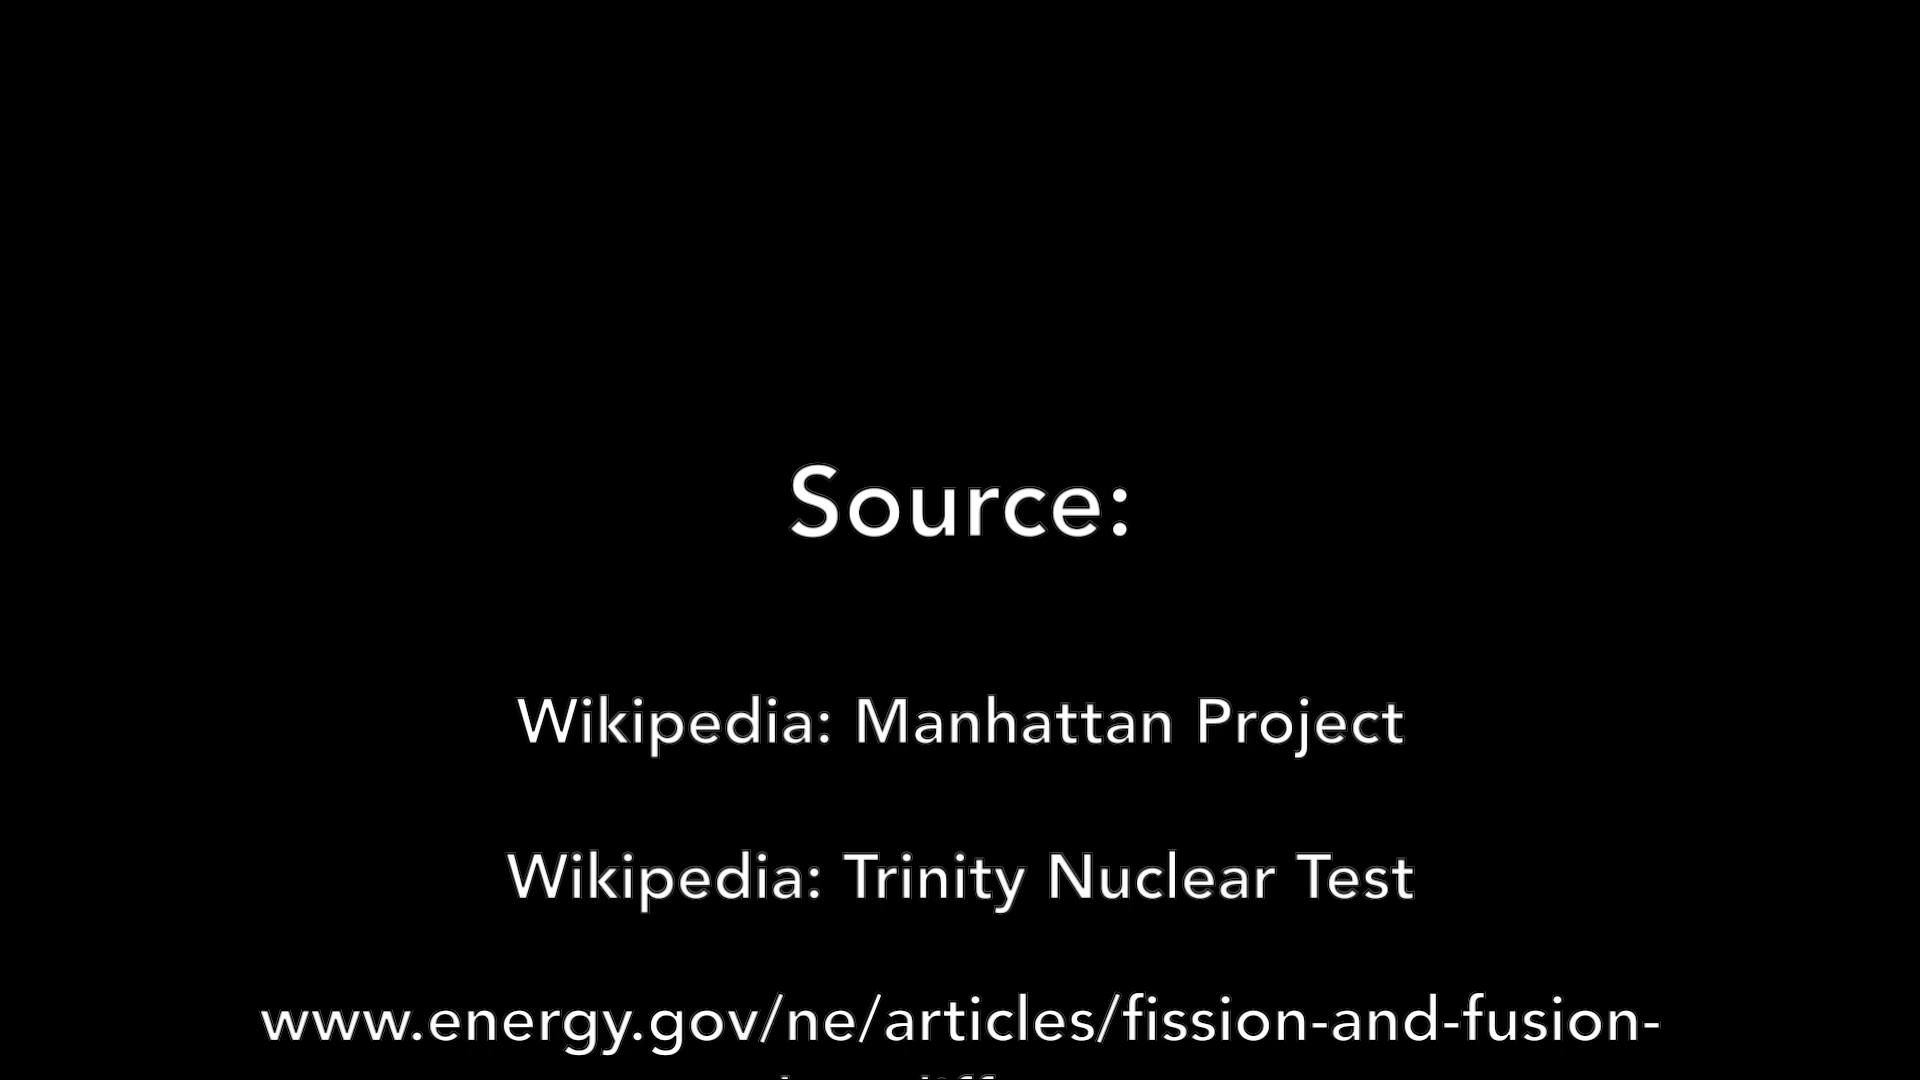 Source:
Wikipedia: Manhattan Project
Wikipedia: Trinity Nuclear Test
www.energy.gov/ne/articles/fission-and-fusion-